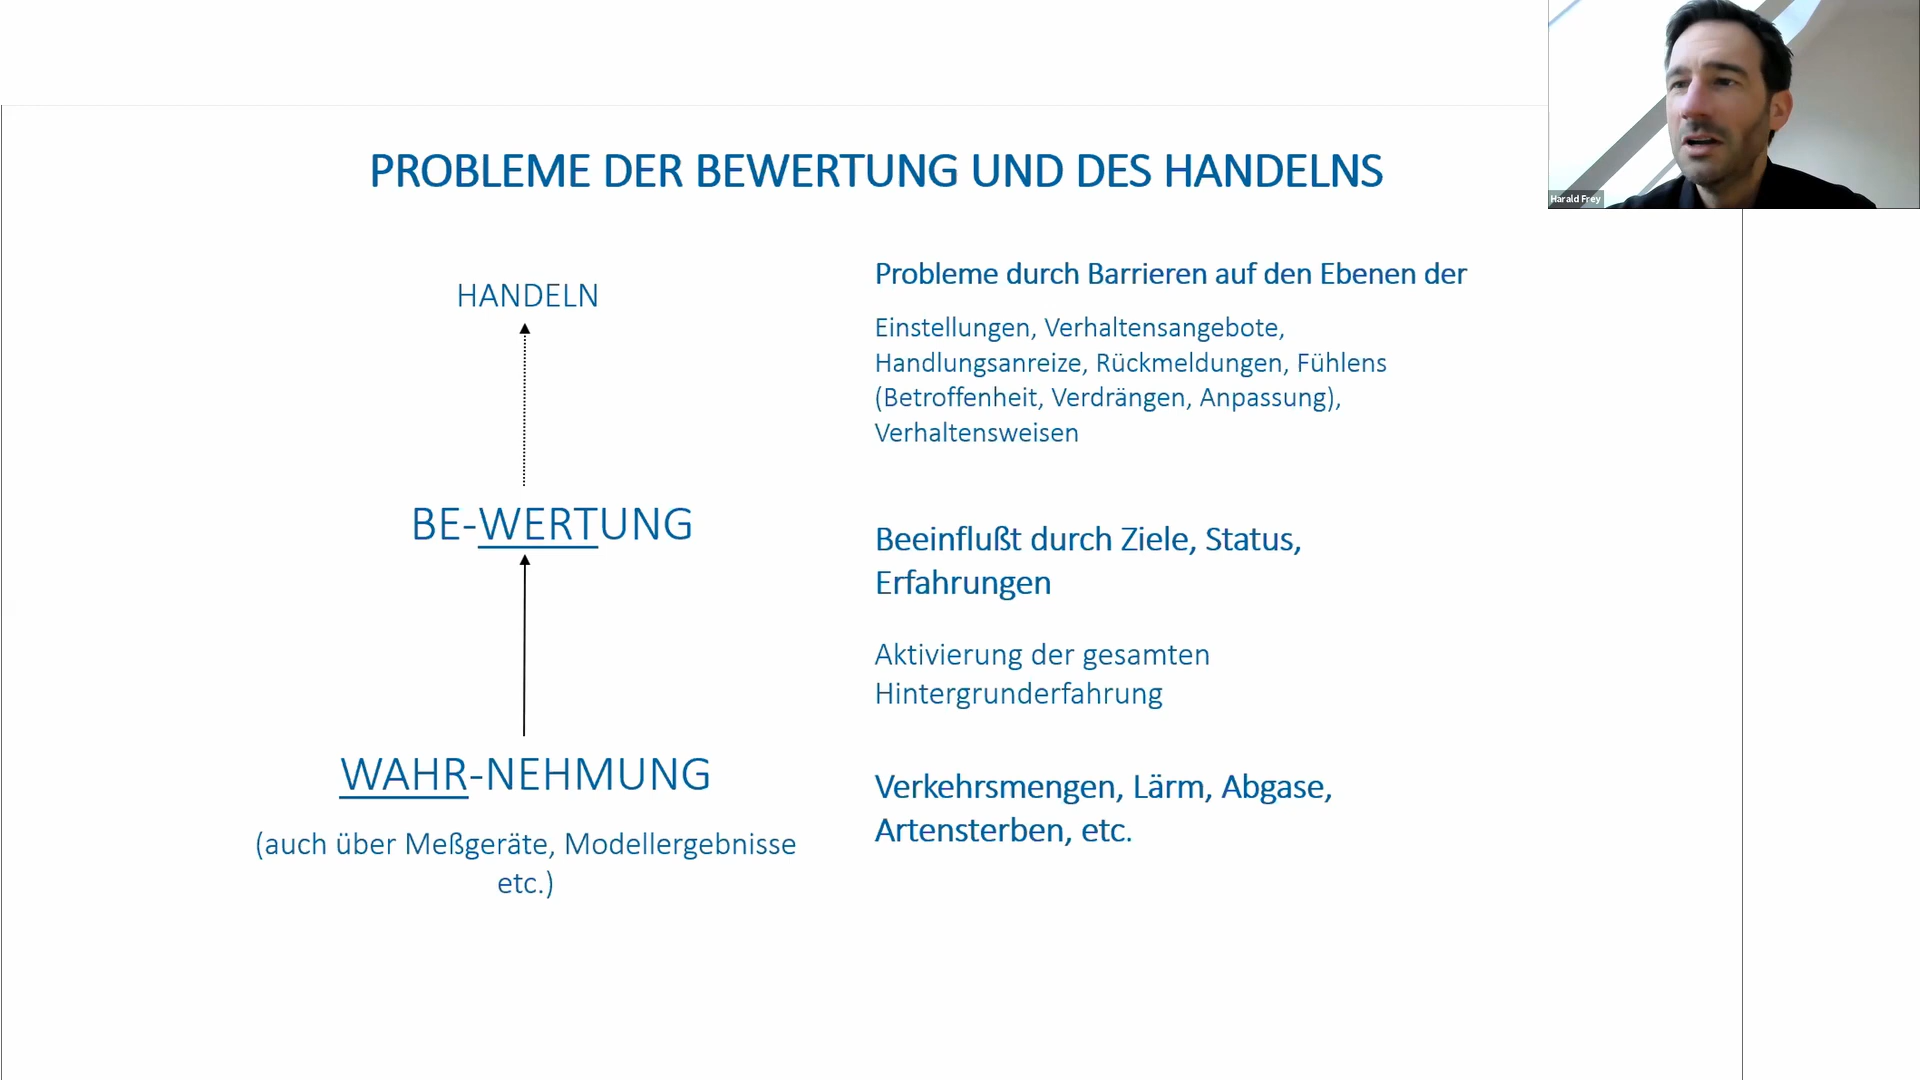 Harald Frey
PROBLEME DER BEWERTUNG UND DES HANDELNS
HANDELN
Probleme durch Barrieren auf den Ebenen der
Einstellungen, Verhaltensangebote,
Handlungsanreize, Rückmeldungen, Fühlens
(Betroffenheit, Verdrängen, Anpassung),
Verhaltensweisen
BE-WERTUNG
Beeinflußt durch Ziele, Status,
Erfahrungen
Aktivierung der gesamten
Hintergrunderfahrung
WAHR-NEHMUNG
(auch über Meßgeräte, Modellergebnisse
etc.)
Verkehrsmengen, Lärm, Abgase,
Artensterben, etc.